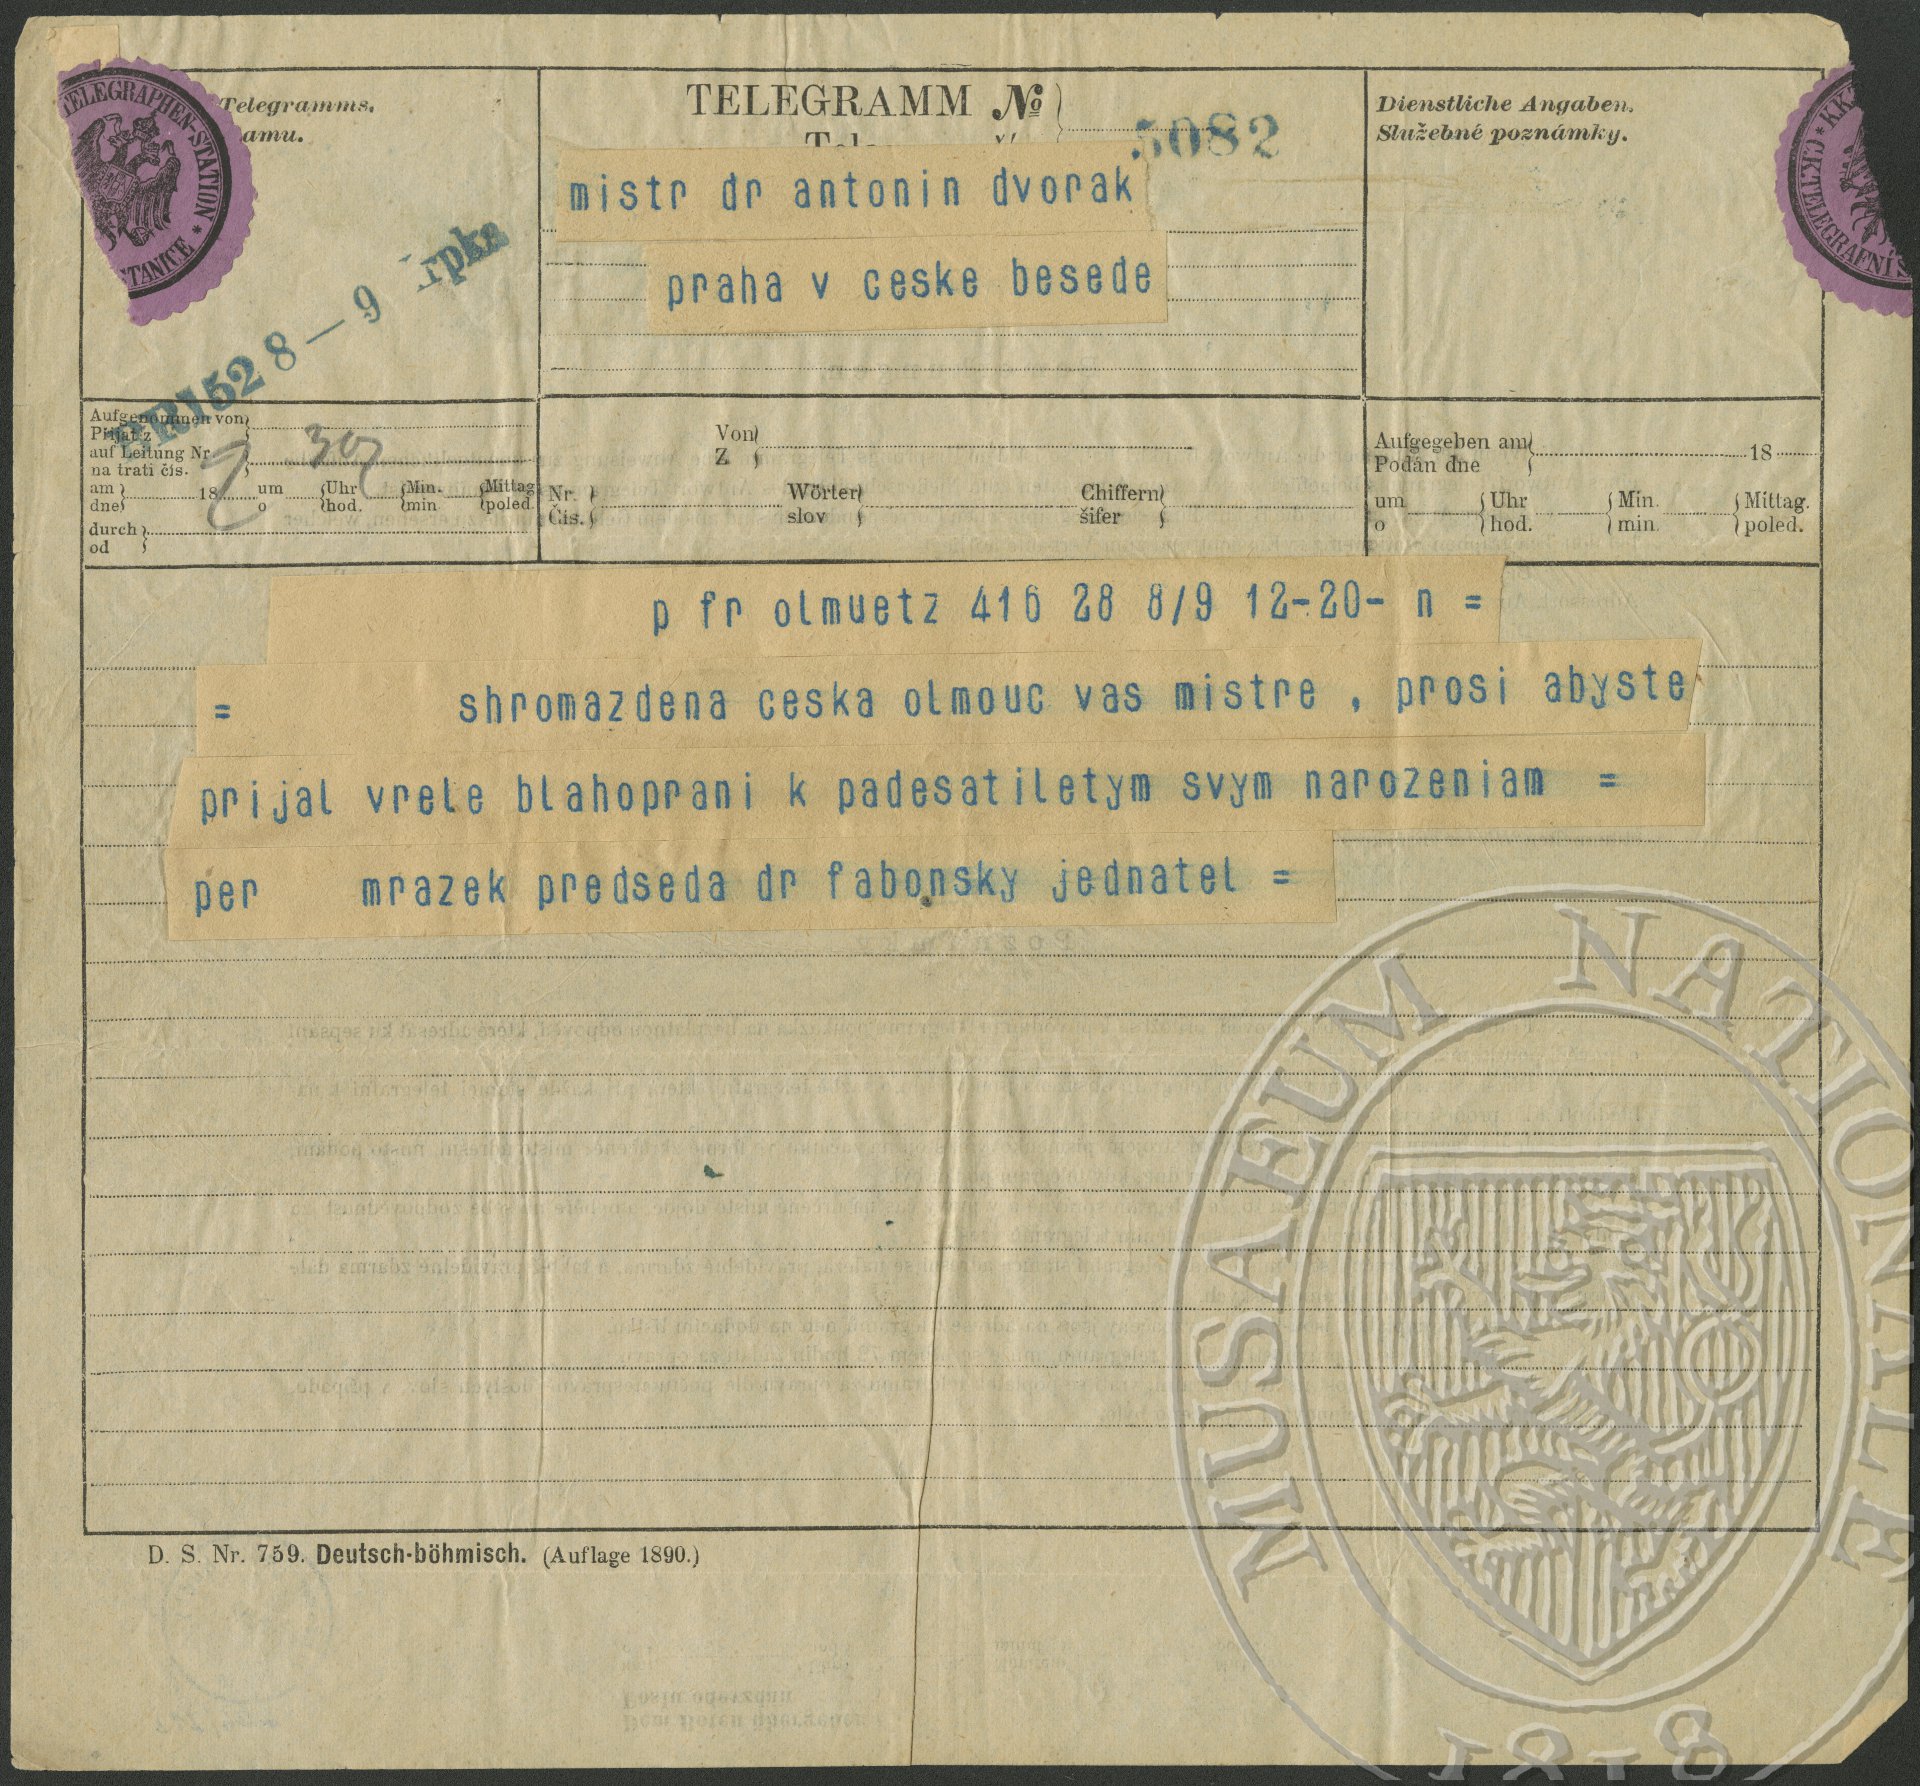 TELEGRAPHEN-STATION *
TANICE *
Telegramms.
amu.
TELEGRAMM No
5082
Dienstliche Angaben.
Služebné poznámky.
K.K.
* C.K. TELEGRAFNÍ S
mistr dr antonin dvorak
praha v ceske besede
152 8 — 9
Aufgenommen von
Přijat z
auf Leitung Nr.
na trati čís.
am 18 um Uhr Min. Mittag
dne o hod. min poled.
durch
od
Von
Z
Nr. Wörter Chiffern
Čis. slov šifer
Aufgegeben am 18
Podán dne
um Uhr Min. Mittag.
o hod. min. poled.
p fr olmuetz 416 28 8/9 12-20- n =
= shromazdena ceska olmouc vas mistre , prosi abyste
prijal vrele blahoprani k padesatiletym svym narozeniam =
per mrazek predseda dr fabonsky jednatel =
D. S. Nr. 759. Deutsch-böhmisch. (Auflage 1890.)
MUSAEUM NATIONALE
1818